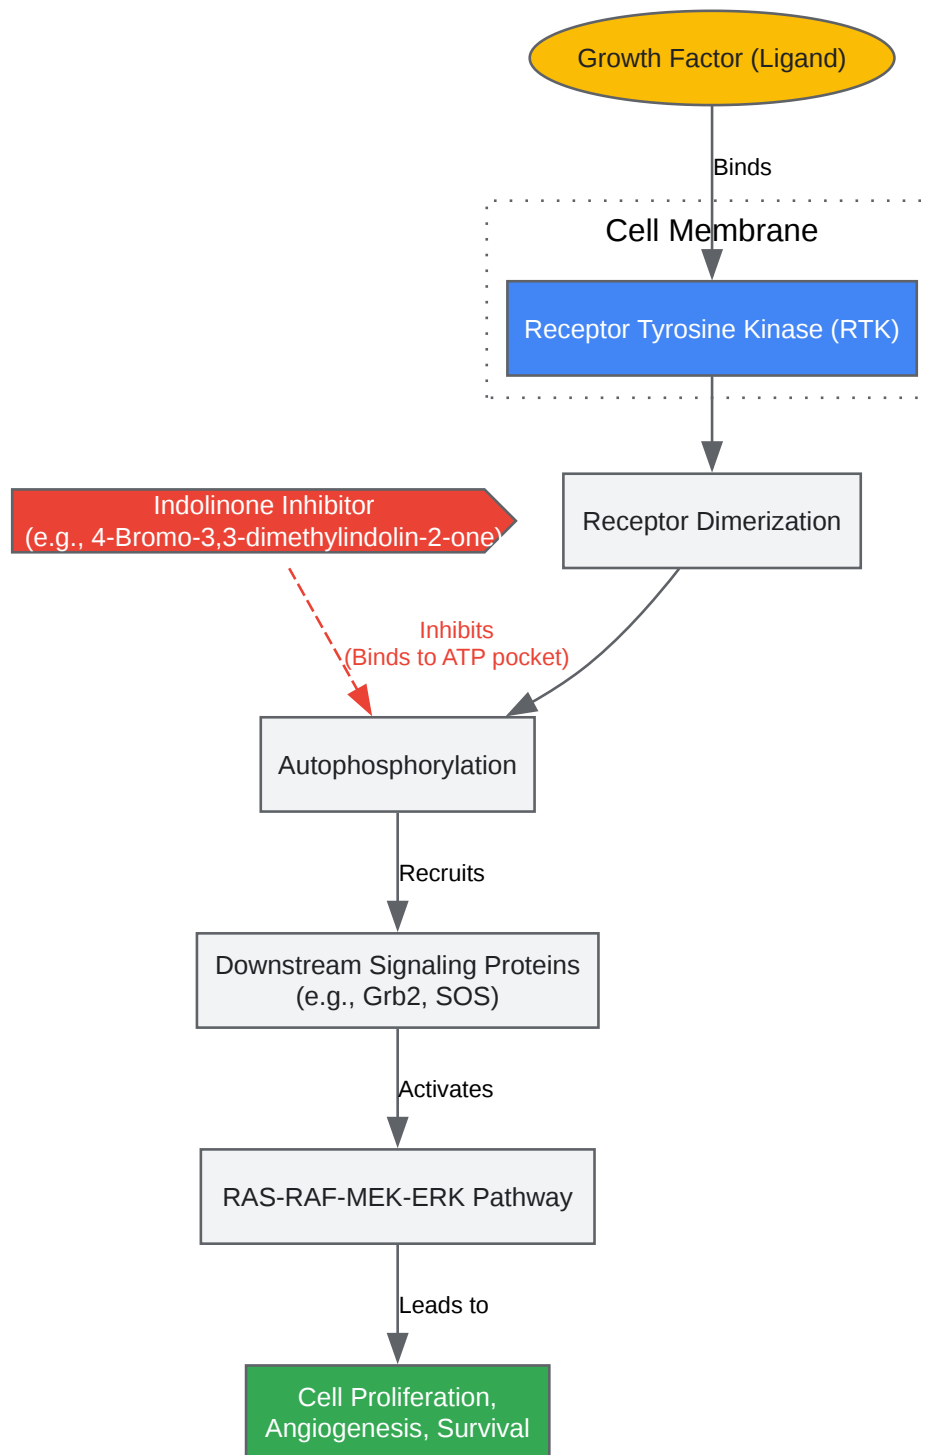 Growth Factor (Ligand)
Binds
Cell Membrane
Receptor Tyrosine Kinase (RTK)
Indolinone Inhibitor
(e.g., 4-Bromo-3,3-dimethylindolin-2-one)
Receptor Dimerization
Inhibits
(Binds to ATP pocket)
Autophosphorylation
Recruits
Downstream Signaling Proteins
(e.g., Grb2, SOS)
Activates
RAS-RAF-MEK-ERK Pathway
Leads to
Cell Proliferation,
Angiogenesis, Survival